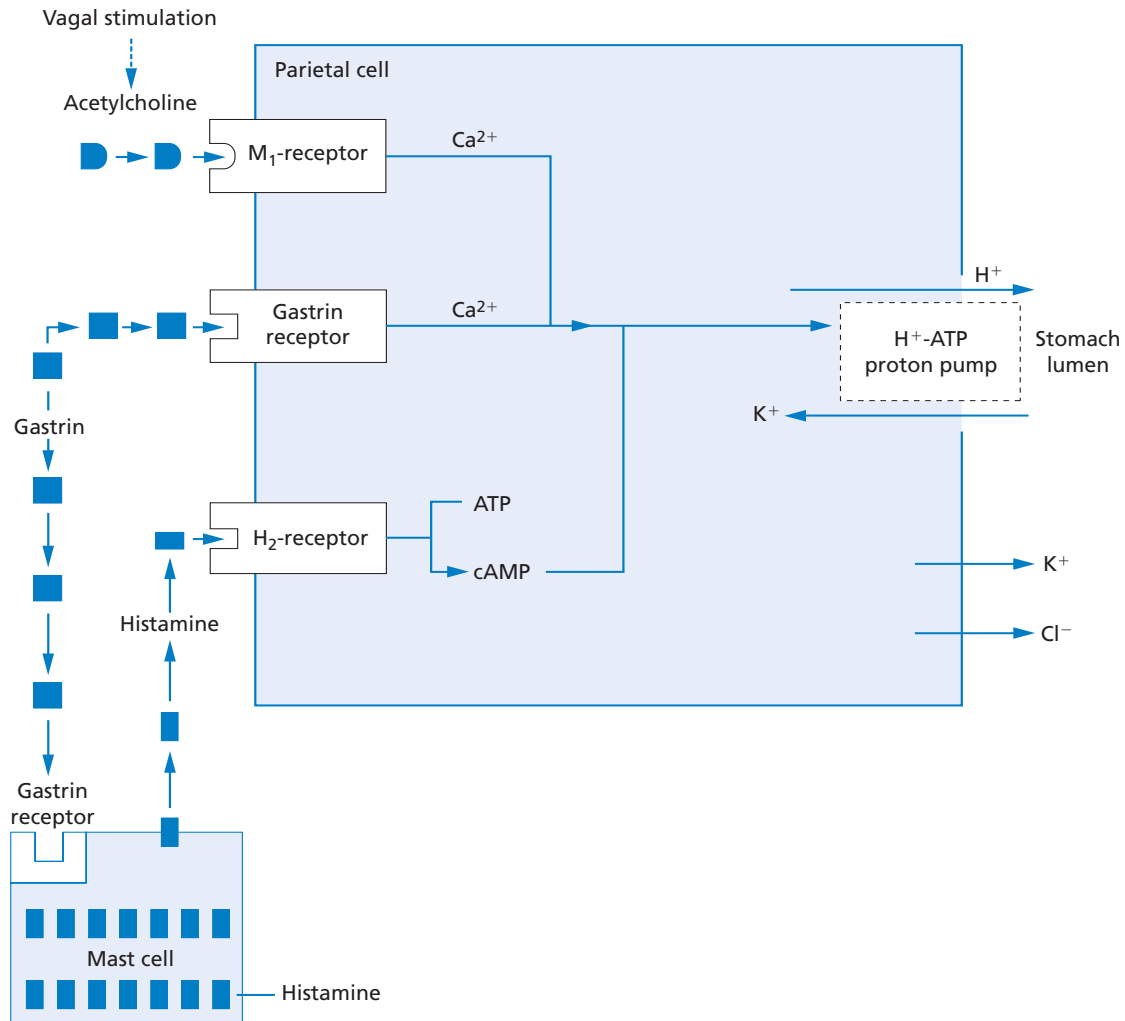 Vagal stimulation
Parietal cell
Acetylcholine
M₁-receptor
Ca²⁺
H⁺
Gastrin
receptor
Ca²⁺
H⁺-ATP
proton pump
Stomach
lumen
K⁺
Gastrin
ATP
H₂-receptor
cAMP
K⁺
Histamine
Cl⁻
Gastrin
receptor
Mast cell
Histamine